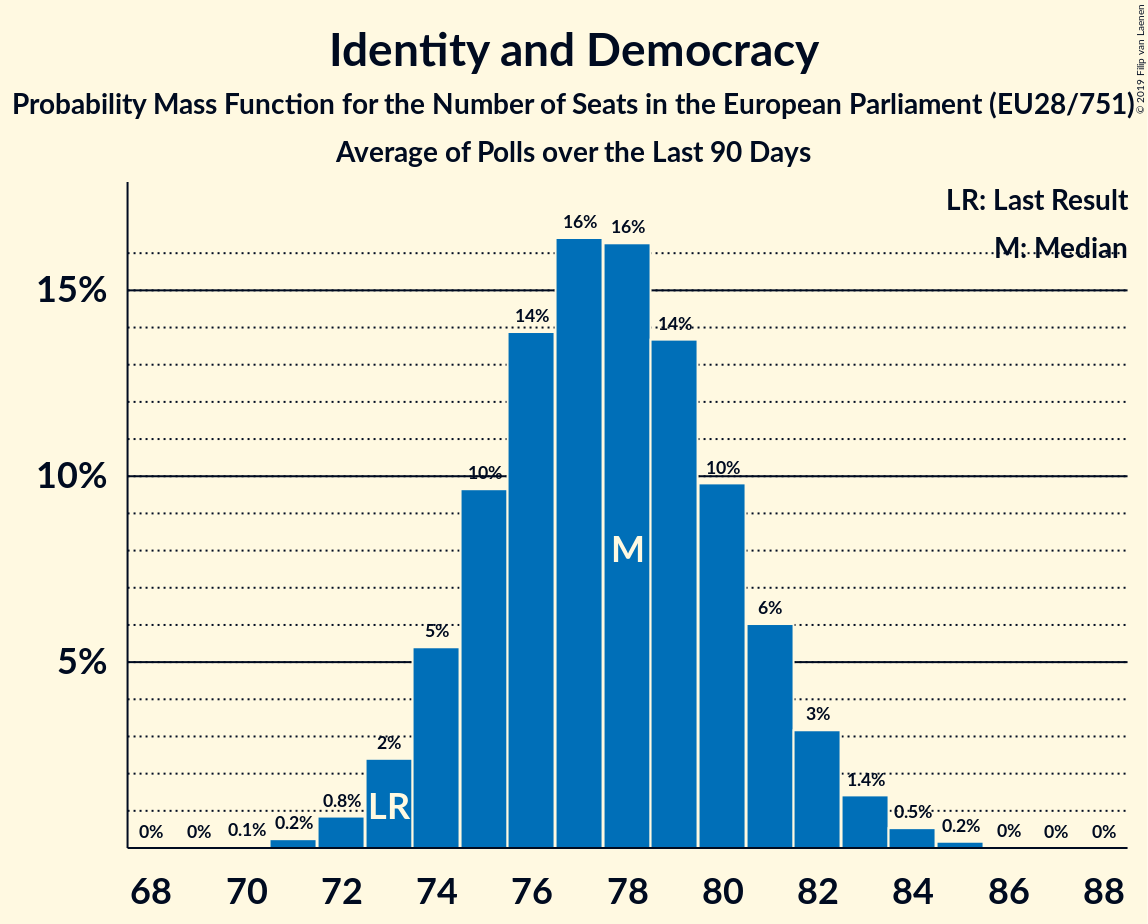 Identity and Democracy
Probability Mass Function for the Number of Seats in the European Parliament (EU28/751)
Average of Polls over the Last 90 Days
© 2019 Filip van Laenen
LR: Last Result
M: Median
15%
10%
5%
0%
0%
0.1%
0.2%
0.8%
2%
5%
10%
14%
16%
16%
14%
10%
6%
3%
1.4%
0.5%
0.2%
0%
0%
0%
LR
M
68 70 72 74 76 78 80 82 84 86 88